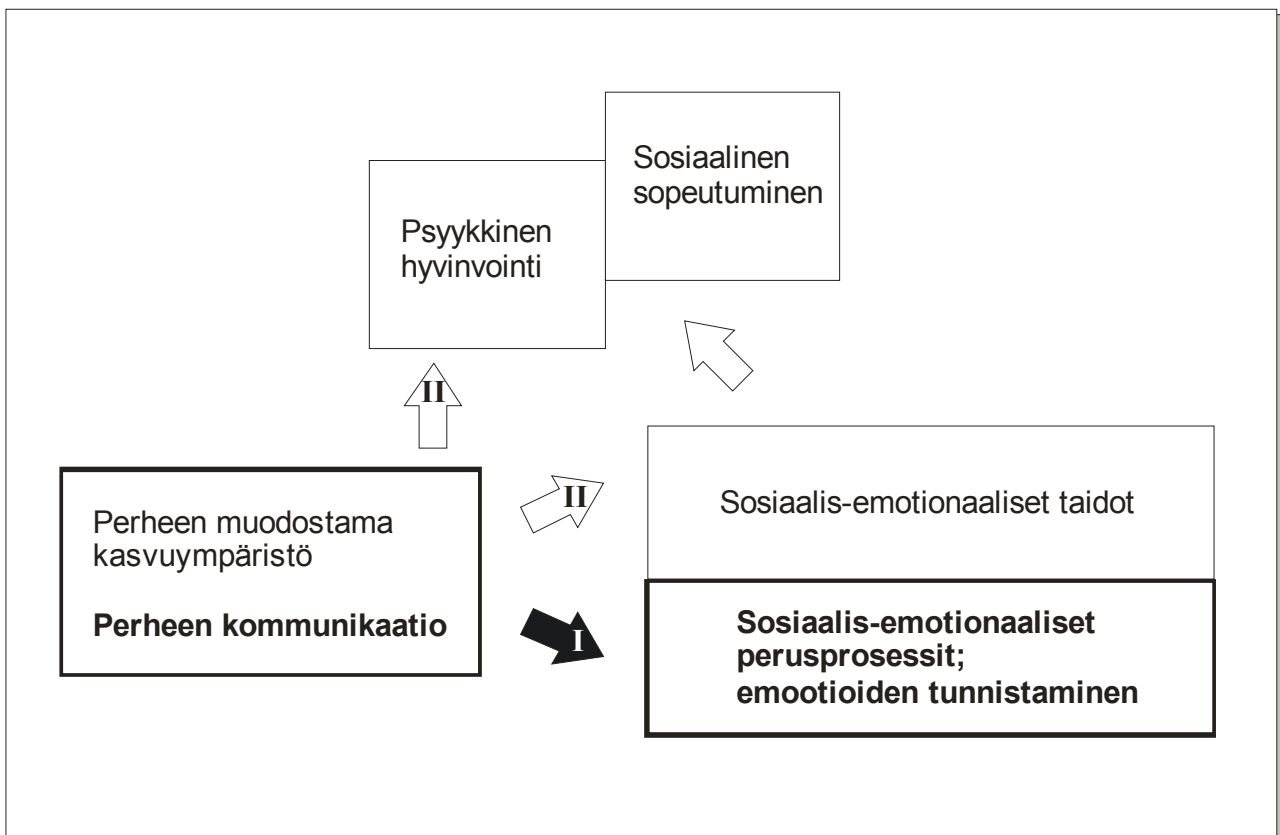 Sosiaalinen
sopeutuminen
Psyykkinen
hyvinvointi
II
II
Sosiaalis-emotionaaliset taidot
Perheen muodostama
kasvuympäristö
Perheen kommunikaatio
I
Sosiaalis-emotionaaliset
perusprosessit;
emootioiden tunnistaminen